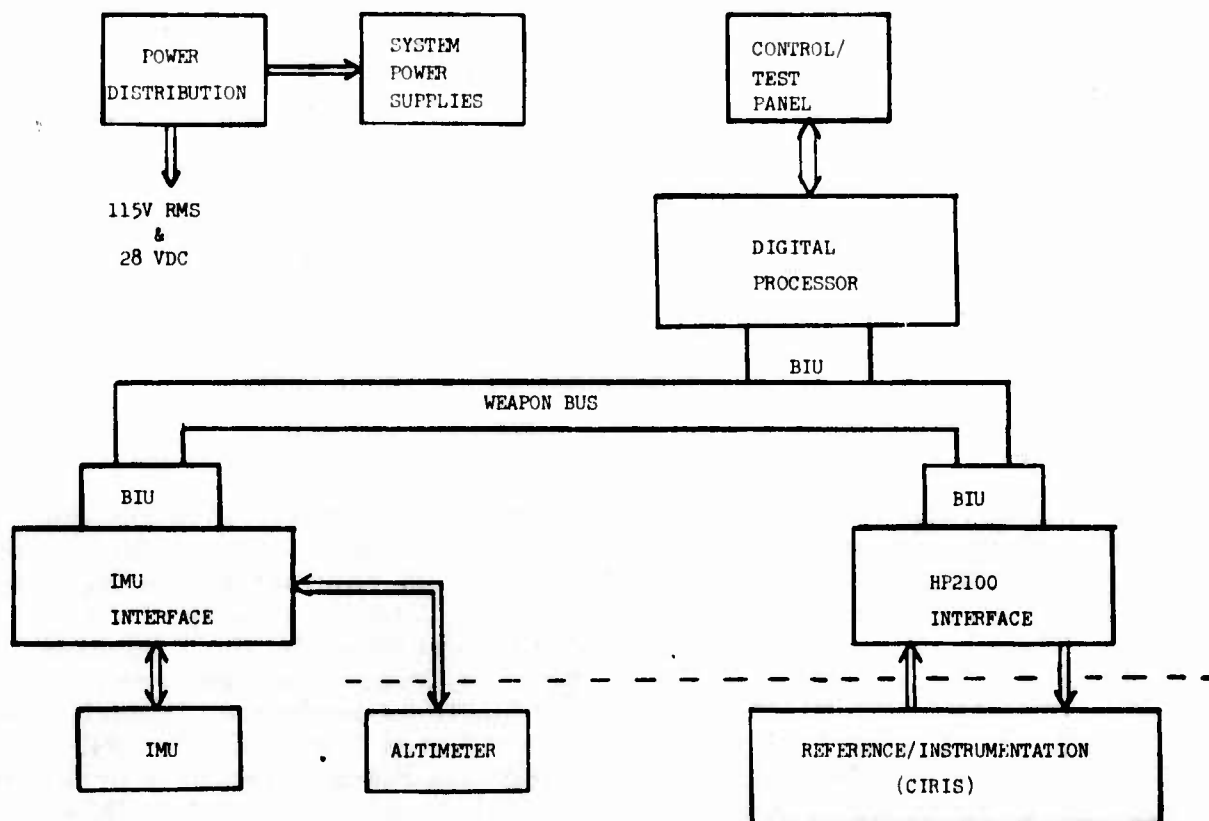 POWER
DISTRIBUTION
SYSTEM
POWER
SUPPLIES
CONTROL/
TEST
PANEL
115V RMS
&
28 VDC
DIGITAL
PROCESSOR
BIU
WEAPON BUS
BIU
BIU
IMU
INTERFACE
HP2100
INTERFACE
IMU
ALTIMETER
REFERENCE/INSTRUMENTATION
(CIRIS)